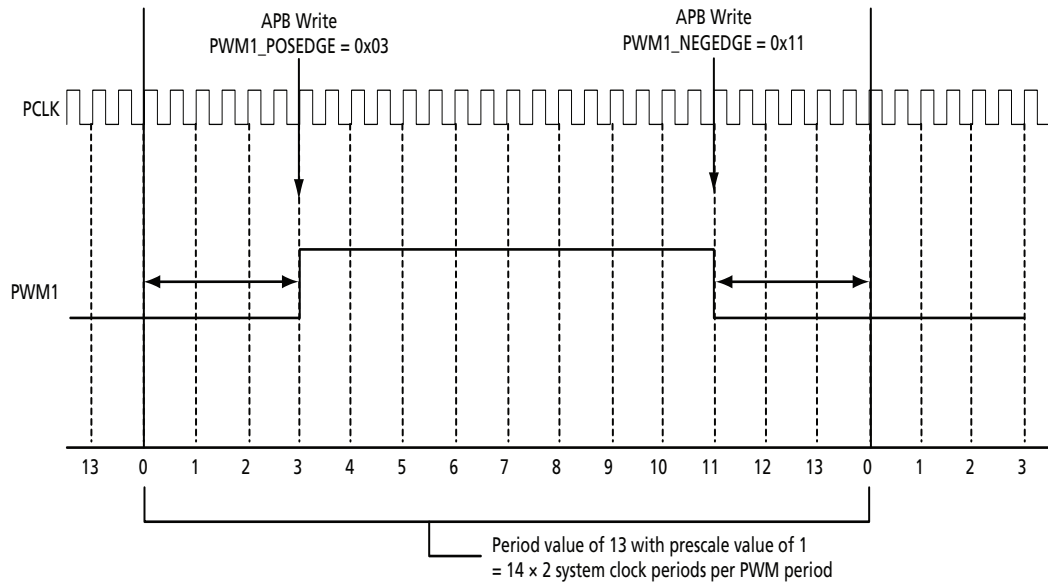 APB Write
PWM1_POSEDGE = 0x03
APB Write
PWM1_NEGEDGE = 0x11
PCLK
PWM1
13 0 1 2 3 4 5 6 7 8 9 10 11 12 13 0 1 2 3
Period value of 13 with prescale value of 1
= 14 × 2 system clock periods per PWM period